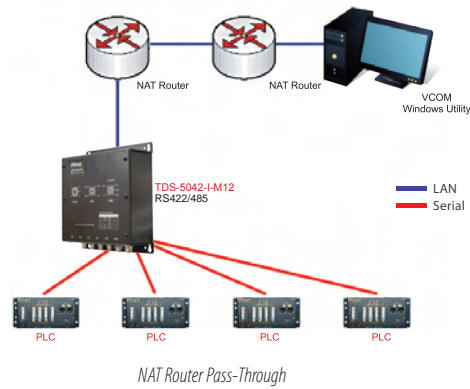 NAT Router
NAT Router
VCOM
Windows Utility
TDS-5042-I-M12
RS422/485
LAN
Serial
PLC
PLC
PLC
PLC
NAT Router Pass-Through